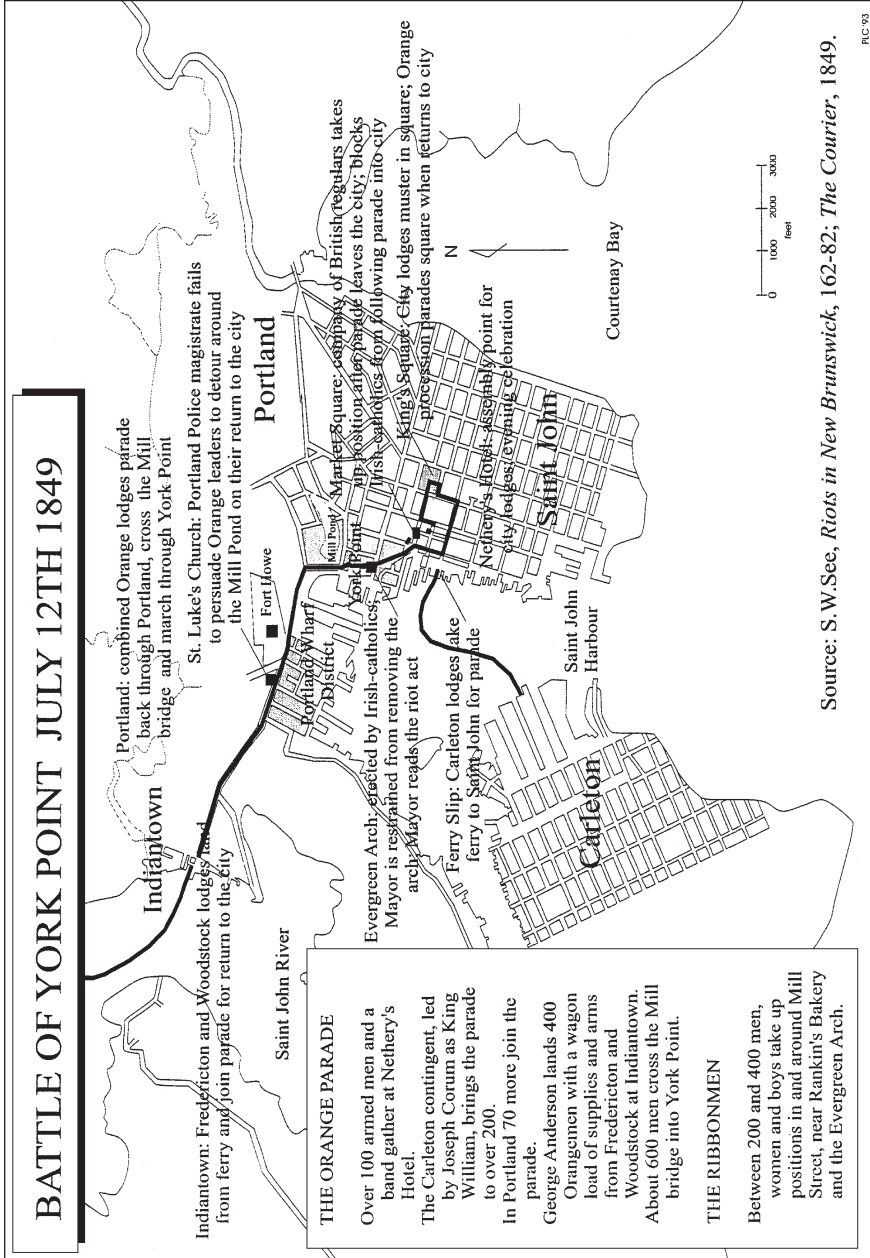 BATTLE OF YORK POINT JULY 12TH 1849
Portland: combined Orange lodges parade
back through Portland, cross the Mill
bridge and march through York Point
St. Luke's Church: Portland Police magistrate fails
to persuade Orange leaders to detour around
the Mill Pond on their return to the city
Indiantown
Indiantown: Fredericton and Woodstock lodges land
from ferry and join parade for return to the city
Fort Howe
Portland
Market Square: company of British regulars takes
up position after parade leaves the city; blocks
Irish-catholics from following parade into city
King's Square: City lodges muster in square; Orange
procession parades square when returns to city
Saint John River
Portland Wharf
District
Mill Pond
York Point
Evergreen Arch: erected by Irish-catholics;
Mayor is restrained from removing the
arch; Mayor reads the riot act
Ferry Slip: Carleton lodges take
ferry to Saint John for parade
Nethery's Hotel: assembly point for
city lodges/evening celebration
N
Saint John
Saint John
Harbour
Courtenay Bay
Carleton
0
1000
2000
3000
feet
THE ORANGE PARADE
Over 100 armed men and a
band gather at Nethery's
Hotel.
The Carleton contingent, led
by Joseph Corum as King
William, brings the parade
to over 200.
In Portland 70 more join the
parade.
George Anderson lands 400
Orangemen with a wagon
load of supplies and arms
from Fredericton and
Woodstock at Indiantown.
About 600 men cross the Mill
bridge into York Point.
THE RIBBONMEN
Between 200 and 400 men,
women and boys take up
positions in and around Mill
Street, near Rankin's Bakery
and the Evergreen Arch.
Source: S.W.See, Riots in New Brunswick, 162-82; The Courier, 1849.
PLC '93